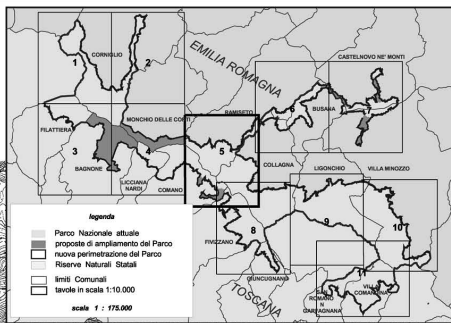 EMILIA ROMAGNA
CASTELNOVO NE' MONTI
1
CORNIGLIO
2
MONCHIO DELLE CORTI
RAMISETO
6
BUSANA
7
FILATTIERA
3
BAGNONE
4
LICCIANA
NARDI
COMANO
5
COLLAGNA
LIGONCHIO
VILLA MINOZZO
FIVIZZANO
8
9
10
GIUNCUGNANO
TOSCANA
11
SAN
ROMANO
IN
GARFAGNANA
VILLA
COMANDINA
legenda
Parco Nazionale attuale
proposte di ampliamento del Parco
nuova perimetrazione del Parco
Riserve Naturali Statali
limiti Comunali
tavole in scala 1:10.000
scala 1 : 175.000